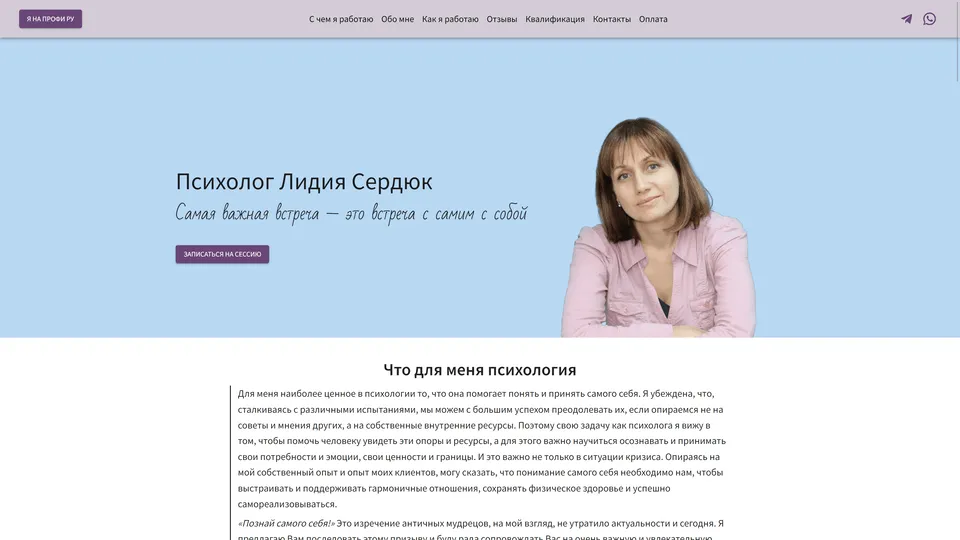 Я НА ПРОФИ РУ
С чем я работаю Обо мне Как я работаю Отзывы Квалификация Контакты Оплата
Психолог Лидия Сердюк
Самая важная встреча — это встреча с самим с собой
ЗАПИСАТЬСЯ НА СЕССИЮ
Что для меня психология
Для меня наиболее ценное в психологии то, что она помогает понять и принять самого себя. Я убеждена, что,
сталкиваясь с различными испытаниями, мы можем с большим успехом преодолевать их, если опираемся не на
советы и мнения других, а на собственные внутренние ресурсы. Поэтому свою задачу как психолога я вижу в
том, чтобы помочь человеку увидеть эти опоры и ресурсы, а для этого важно научиться осознавать и принимать
свои потребности и эмоции, свои ценности и границы. И это важно не только в ситуации кризиса. Опираясь на
мой собственный опыт и опыт моих клиентов, могу сказать, что понимание самого себя необходимо нам, чтобы
выстраивать и поддерживать гармоничные отношения, сохранять физическое здоровье и успешно
самореализовываться.
«Познай самого себя!» Это изречение античных мудрецов, на мой взгляд, не утратило актуальности и сегодня. Я
предлагаю Вам последовать этому призыву и буду рада сопровождать Вас на очень важную и увлекательную